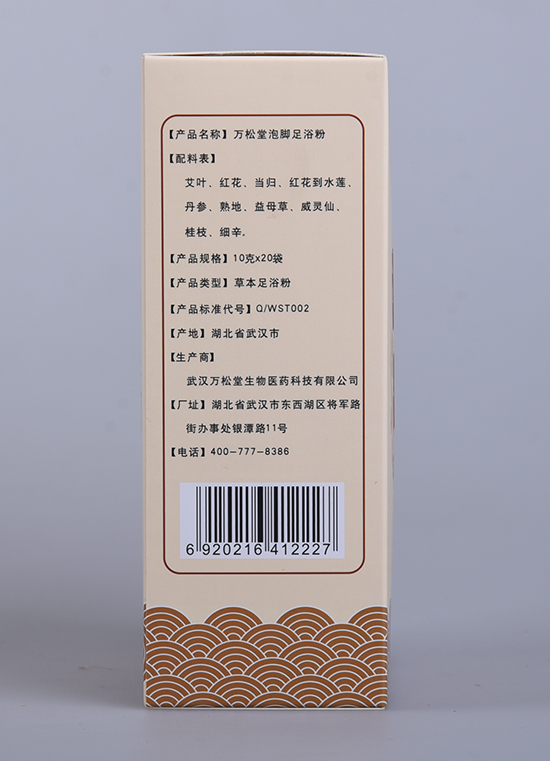 【产品名称】万松堂泡脚足浴粉
【配料表】
艾叶、红花、当归、红花到水莲、
丹参、熟地、益母草、威灵仙、
桂枝、细辛。
【产品规格】10克x20袋
【产品类型】草本足浴粉
【产品标准代号】Q/WST002
【产地】湖北省武汉市
【生产商】
武汉万松堂生物医药科技有限公司
【厂址】湖北省武汉市东西湖区将军路
街办事处银潭路11号
【电话】400-777-8386
6 920216 412227